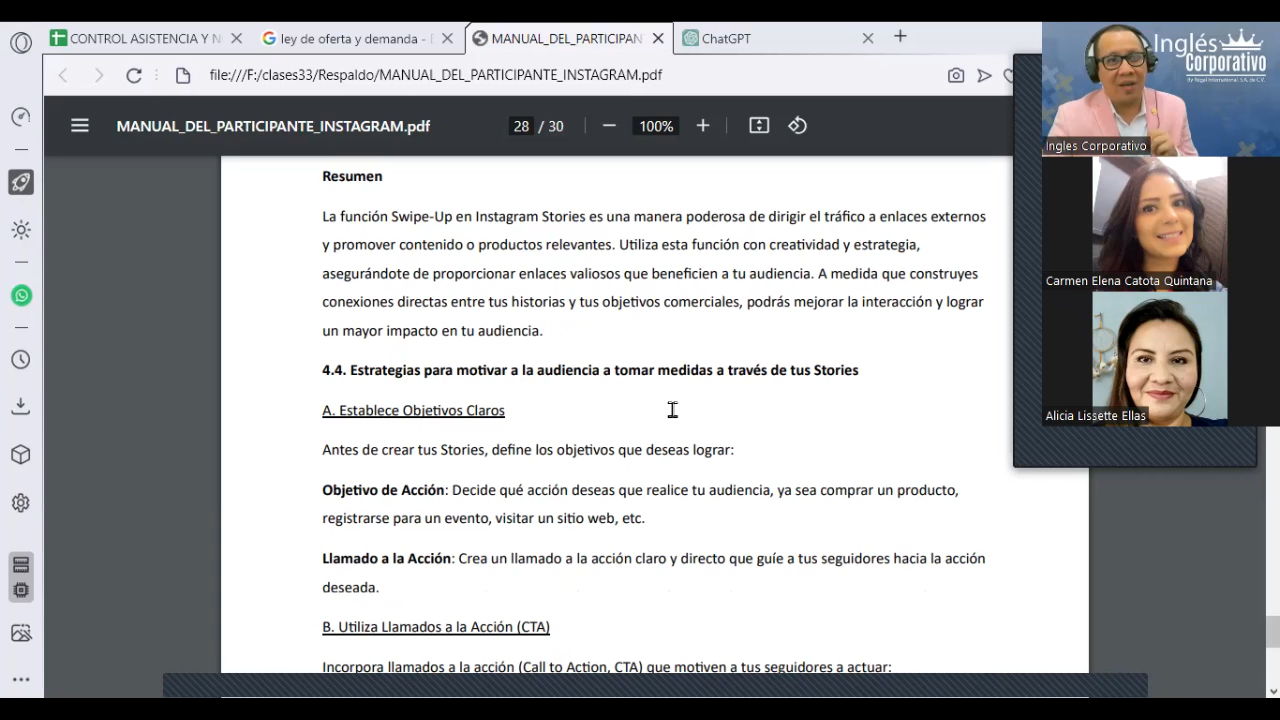 CONTROL ASISTENCIA Y N
ley de oferta y demanda -
MANUAL_DEL_PARTICIPAN
ChatGPT
file:///F:/clases33/Respaldo/MANUAL_DEL_PARTICIPANTE_INSTAGRAM.pdf
MANUAL_DEL_PARTICIPANTE_INSTAGRAM.pdf
28 / 30
100%
Resumen
La función Swipe-Up en Instagram Stories es una manera poderosa de dirigir el tráfico a enlaces externos
y promover contenido o productos relevantes. Utiliza esta función con creatividad y estrategia,
asegurándote de proporcionar enlaces valiosos que beneficien a tu audiencia. A medida que construyes
conexiones directas entre tus historias y tus objetivos comerciales, podrás mejorar la interacción y lograr
un mayor impacto en tu audiencia.
4.4. Estrategias para motivar a la audiencia a tomar medidas a través de tus Stories
A. Establece Objetivos Claros
Antes de crear tus Stories, define los objetivos que deseas lograr:
Objetivo de Acción: Decide qué acción deseas que realice tu audiencia, ya sea comprar un producto,
registrarse para un evento, visitar un sitio web, etc.
Llamado a la Acción: Crea un llamado a la acción claro y directo que guíe a tus seguidores hacia la acción
deseada.
B. Utiliza Llamados a la Acción (CTA)
Incorpora llamados a la acción (Call to Action, CTA) que motiven a tus seguidores a actuar:
Inglés
Corporativo
By Regal International, S.A. de C.V.
Ingles Corporativo
Carmen Elena Catota Quintana
Alicia Lissette Ellas